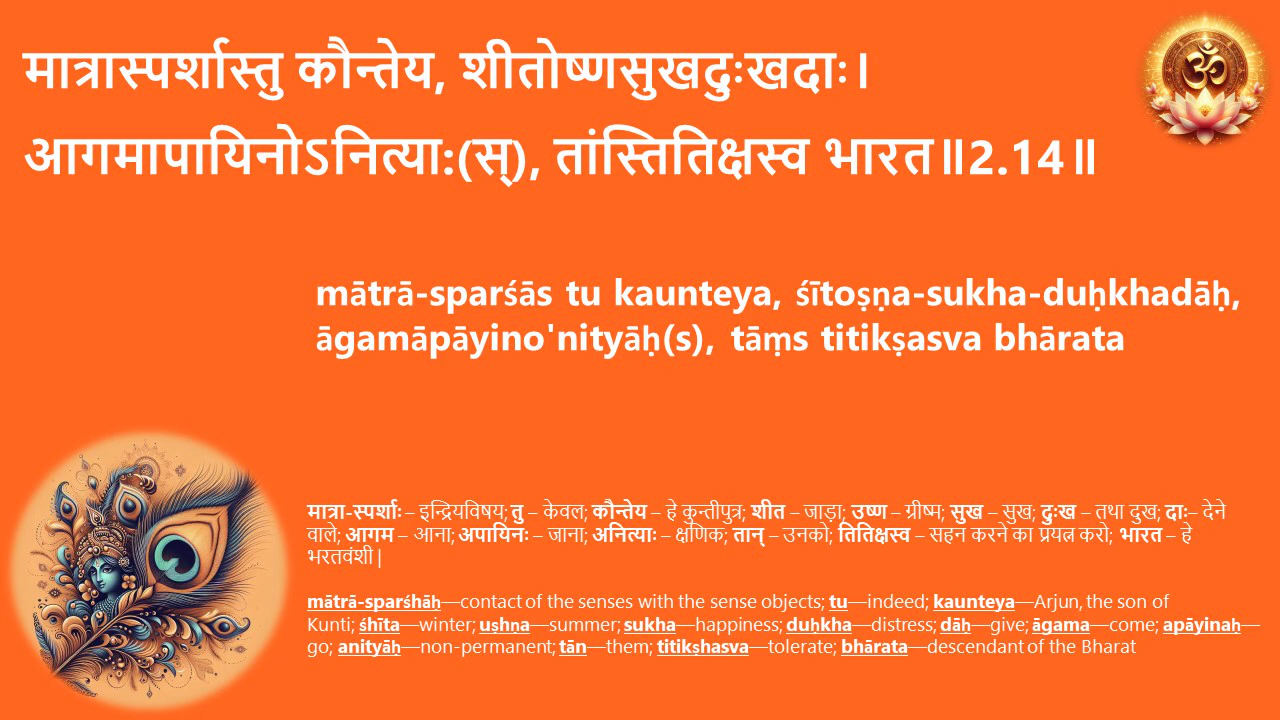 मात्रास्पर्शास्तु कौन्तेय, शीतोष्णसुखदुःखदाः।
आगमापायिनोऽनित्या:(स्), तांस्तितिक्षस्व भारत॥2.14॥
mātrā-sparśās tu kaunteya, śītoṣṇa-sukha-duḥkhadāḥ,
āgamāpāyino'nityāḥ(s), tāṃs titikṣasva bhārata
मात्रा-स्पर्शाः – इन्द्रियविषय; तु – केवल; कौन्तेय – हे कुन्तीपुत्र; शीत – जाड़ा; उष्ण – ग्रीष्म; सुख – सुख; दुःख – तथा दुख; दाः– देने
वाले; आगम – आना; अपायिनः – जाना; अनित्याः – क्षणिक; तान् – उनको; तितिक्षस्व – सहन करने का प्रयत्न करो; भारत – हे
भरतवंशी|
mātrā-sparśhāḥ—contact of the senses with the sense objects; tu—indeed; kaunteya—Arjun, the son of
Kunti; śhīta—winter; uṣhṇa—summer; sukha—happiness; duḥkha—distress; dāḥ—give; āgama—come; apāyinaḥ—
go; anityāḥ—non-permanent; tān—them; titikṣhasva—tolerate; bhārata—descendant of the Bharat
ॐ